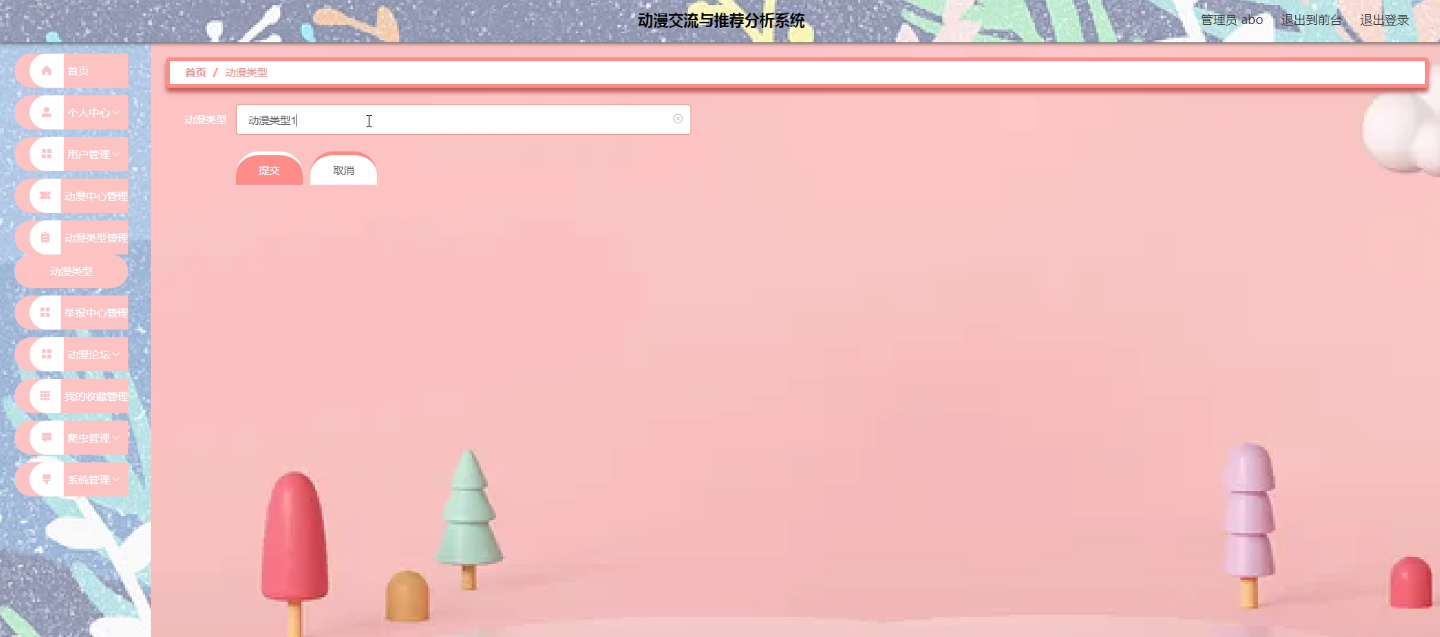 动漫交流与推荐分析系统
管理员 abo 退出到前台 退出登录
首页
个人中心
用户管理
动漫中心管理
动漫类型管理
动漫类型
举报中心管理
动漫论坛
我的收藏管理
爬虫管理
系统管理
首页 / 动漫类型
动漫类型 动漫类型1
提交 取消